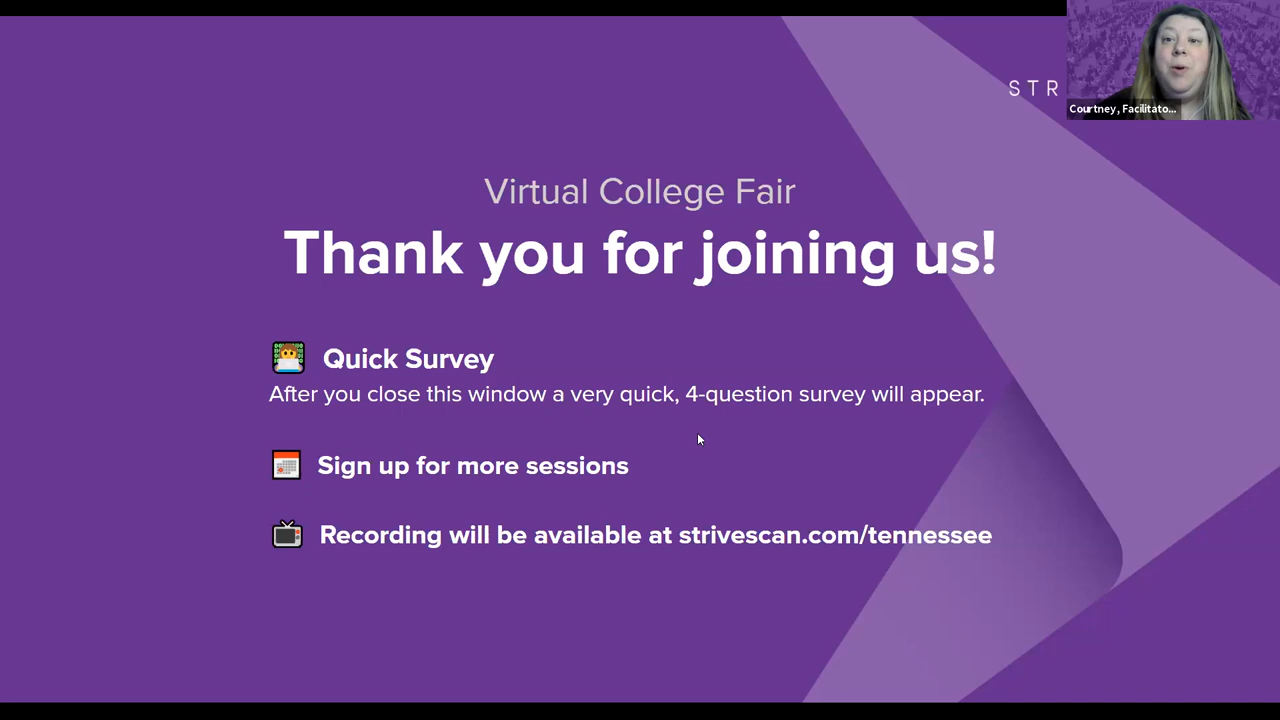 STR
Courtney, Facilitato...
Virtual College Fair
Thank you for joining us!
Quick Survey
After you close this window a very quick, 4-question survey will appear.
Sign up for more sessions
Recording will be available at strivescan.com/tennessee